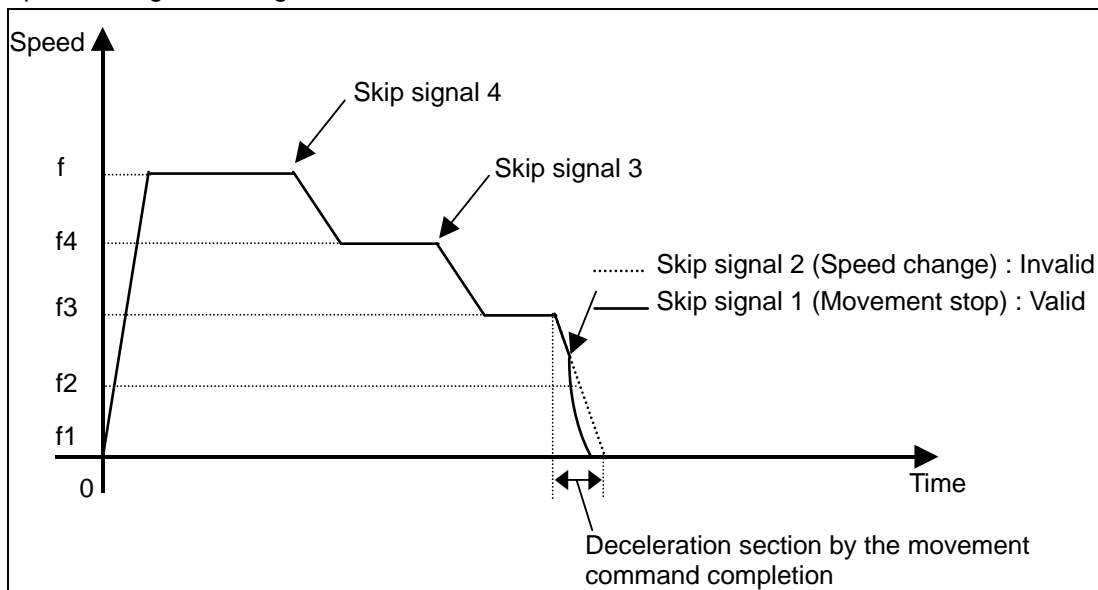 Speed
Skip signal 4
Skip signal 3
f
f4
Skip signal 2 (Speed change) : Invalid
Skip signal 1 (Movement stop) : Valid
f3
f2
f1
0
Time
Deceleration section by the movement
command completion